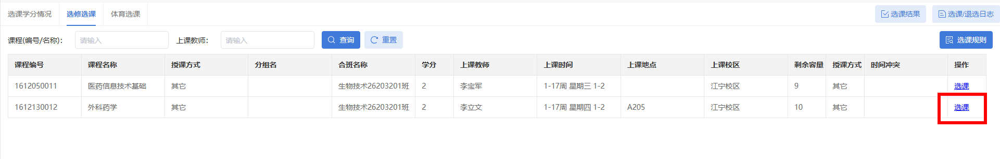 选课学分情况 选修选课 体育选课 选课结果 选课/退选日志
课程(编号/名称): 请输入 上课教师: 请输入 查询 重置 选课规则
课程编号 课程名称 授课方式 分组名 合班名称 学分 上课教师 上课时间 上课地点 上课校区 剩余容量 授课方式 时间冲突 操作
1612050011 医药信息技术基础 其它 生物技术26203201班 2 李宝军 1-17周 星期三 1-2 江宁校区 9 其它 选课
1612130012 外科药学 其它 生物技术26203201班 2 李立文 1-17周 星期四 1-2 A205 江宁校区 10 其它 选课